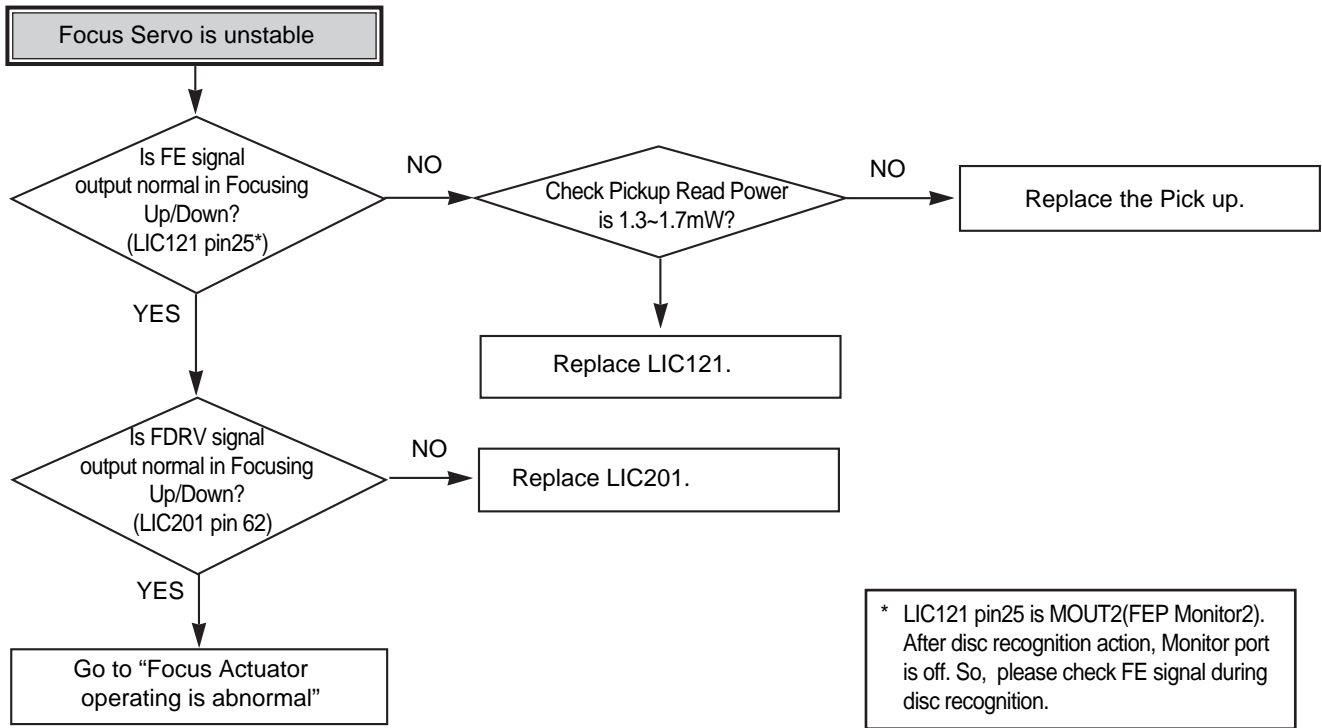 Focus Servo is unstable
Is FE signal
output normal in Focusing
Up/Down?
(LIC121 pin25*)
NO
Check Pickup Read Power
is 1.3~1.7mW?
NO
Replace the Pick up.
YES
Replace LIC121.
Is FDRV signal
output normal in Focusing
Up/Down?
(LIC201 pin 62)
NO
Replace LIC201.
YES
Go to “Focus Actuator
operating is abnormal”
* LIC121 pin25 is MOUT2(FEP Monitor2).
After disc recognition action, Monitor port
is off. So, please check FE signal during
disc recognition.